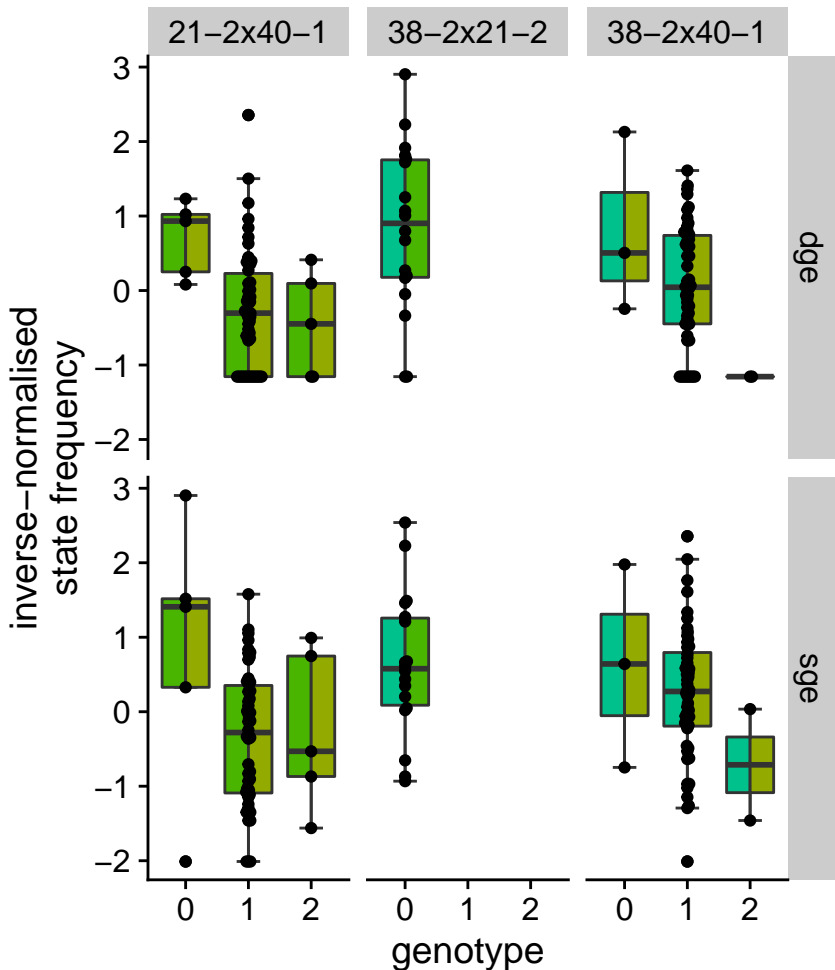 21−2x40−1 38−2x21−2 38−2x40−1
3
2
1
0
−1
−2
dge
3
2
1
0
−1
−2
sge
inverse−normalised
state frequency
0 1 2 0 1 2 0 1 2
genotype